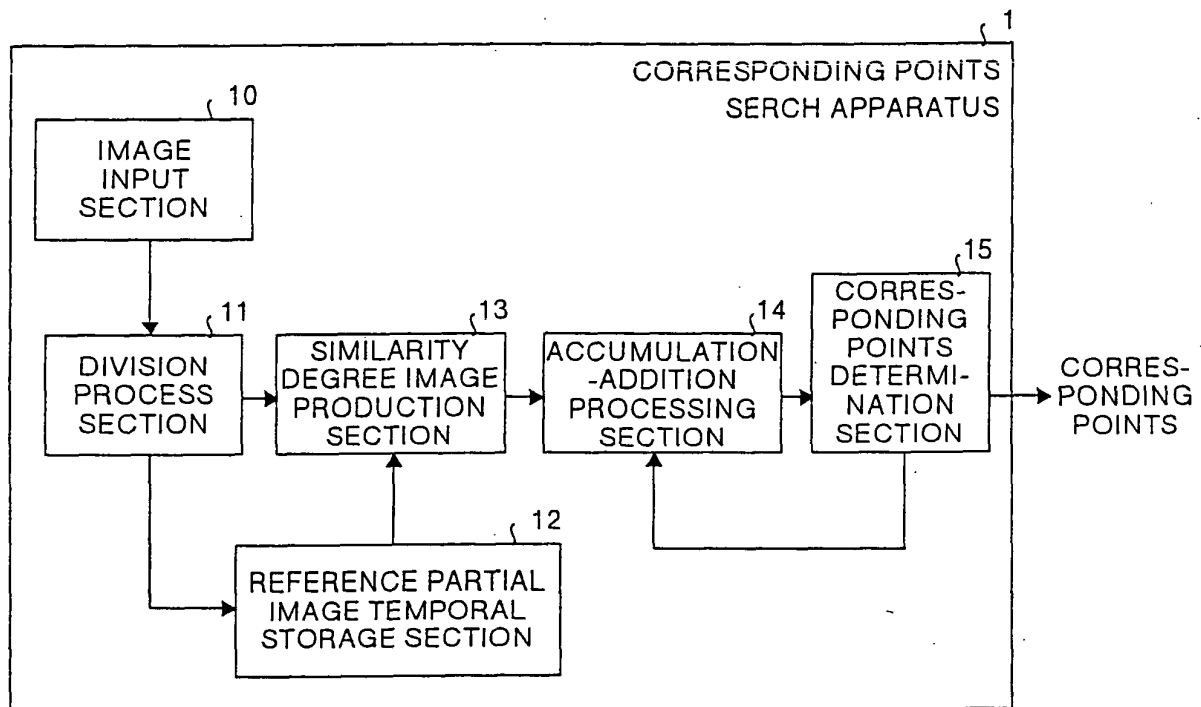 1
CORRESPONDING POINTS
SERCH APPARATUS
10
IMAGE
INPUT
SECTION
11
DIVISION
PROCESS
SECTION
13
SIMILARITY
DEGREE IMAGE
PRODUCTION
SECTION
14
ACCUMULATION
-ADDITION
PROCESSING
SECTION
15
CORRES-
PONDING
POINTS
DETERMI-
NATION
SECTION
CORRES-
PONDING
POINTS
12
REFERENCE PARTIAL
IMAGE TEMPORAL
STORAGE SECTION